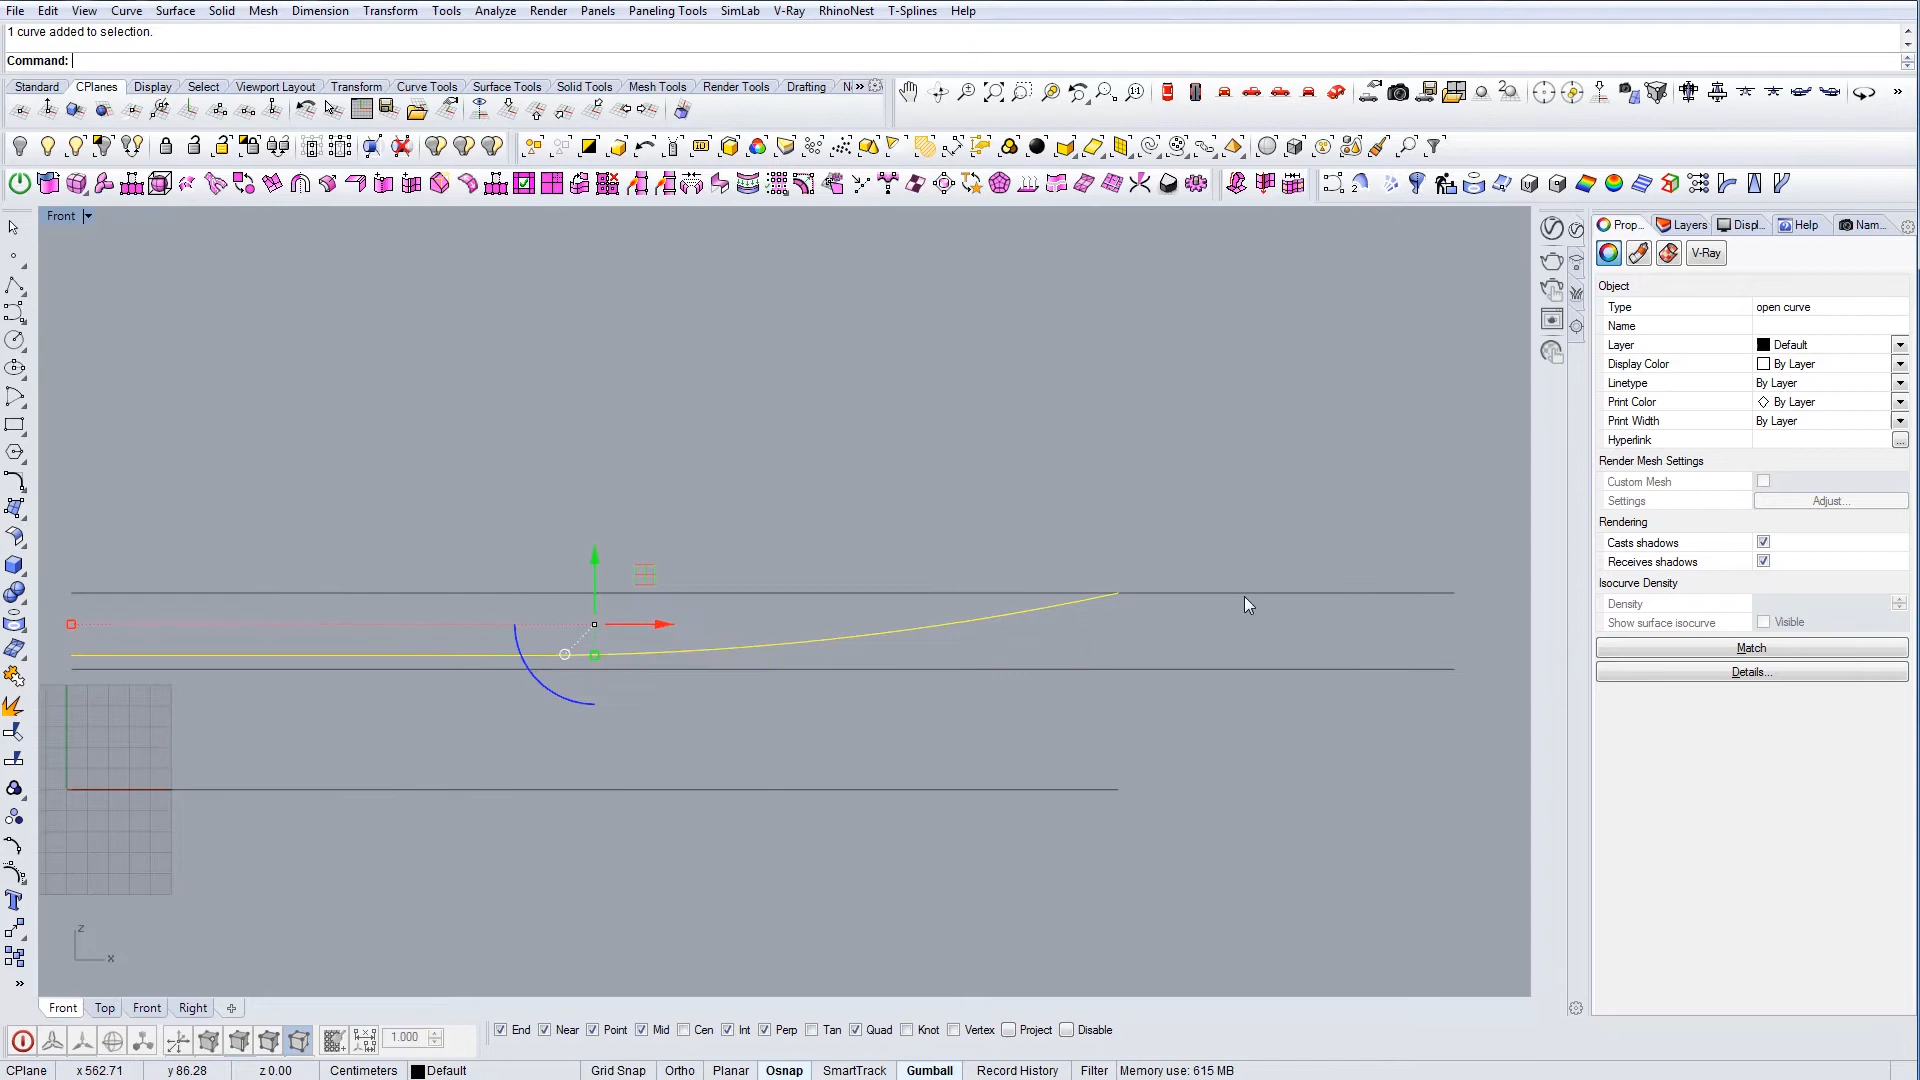 File Edit View Curve Surface Solid Mesh Dimension Transform Tools Analyze Render Panels Paneling Tools SimLab V-Ray RhinoNest T-Splines Help
1 curve added to selection.
Command:
Standard CPlanes Display Select Viewport Layout Transform Curve Tools Surface Tools Solid Tools Mesh Tools Render Tools Drafting
Front
Prop... Layers Displ... Help Nam...
V-Ray
Object
Type open curve
Name
Layer Default
Display Color By Layer
Linetype By Layer
Print Color By Layer
Print Width By Layer
Hyperlink ...
Render Mesh Settings
Custom Mesh
Settings Adjust...
Rendering
Casts shadows
Receives shadows
Isocurve Density
Density
Show surface isocurve Visible
Match
Details...
z
x
Front Top Front Right
1.000
End Near Point Mid Cen Int Perp Tan Quad Knot Vertex Project Disable
CPlane x 562.71 y 86.28 z 0.00 Centimeters Default Grid Snap Ortho Planar Osnap SmartTrack Gumball Record History Filter Memory use: 615 MB